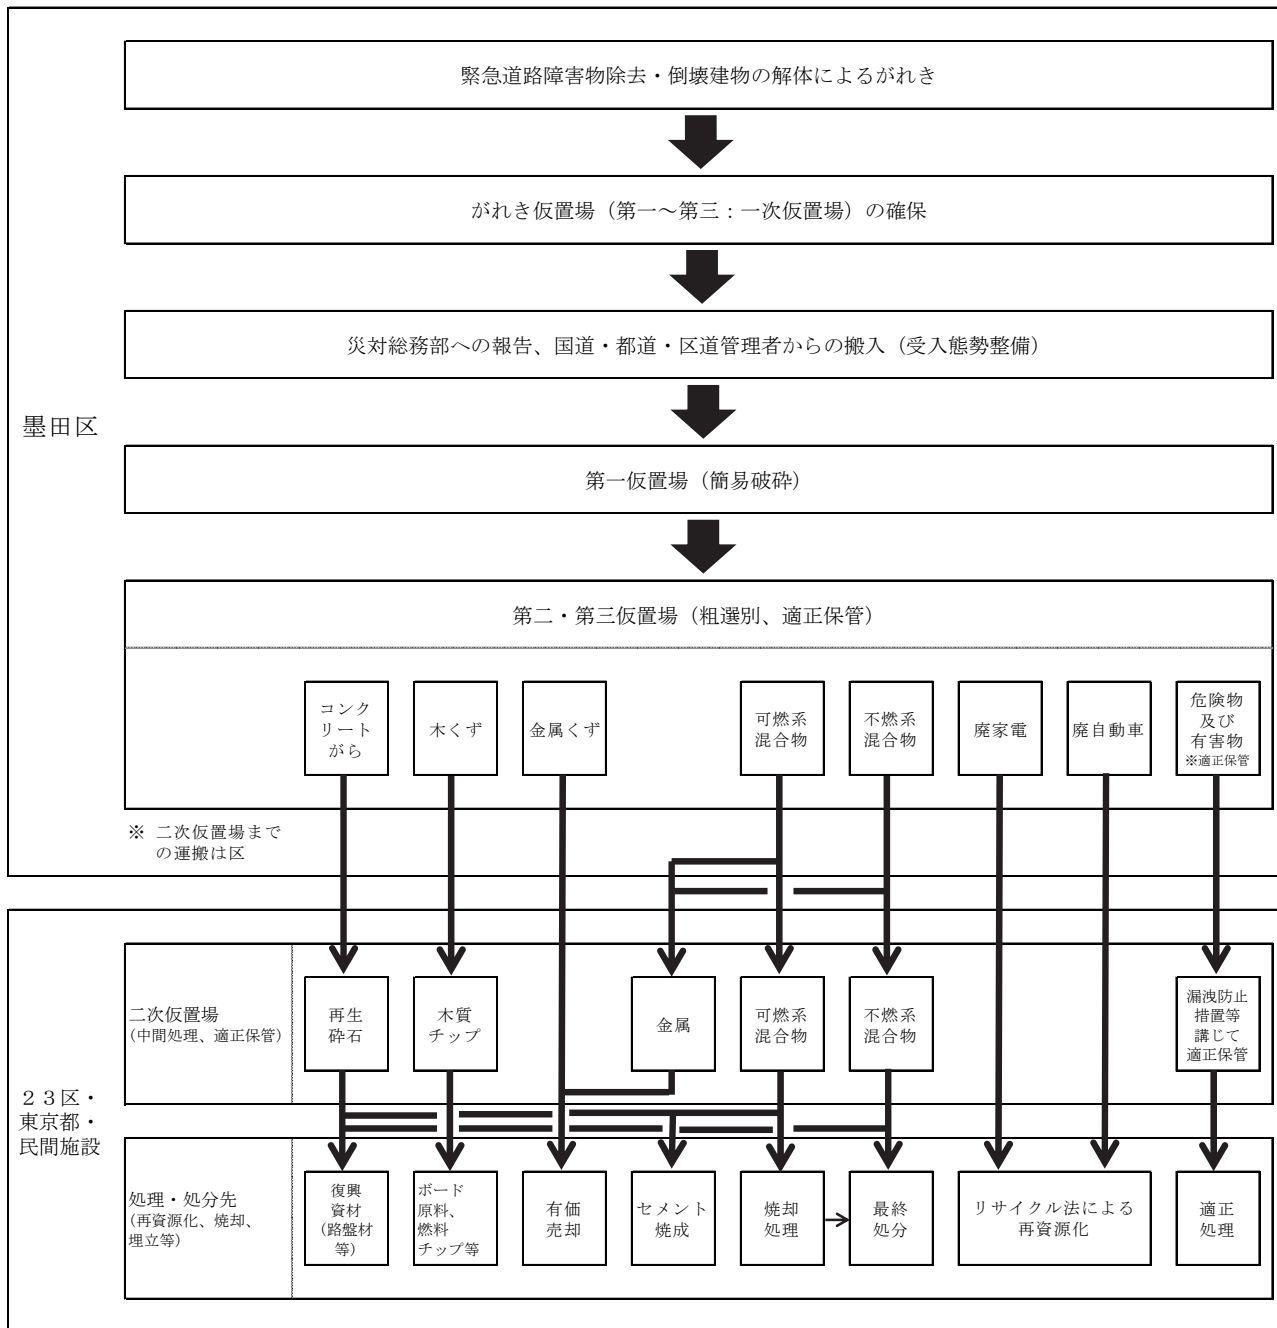 緊急道路障害物除去・倒壊建物の解体によるがれき
がれき仮置場（第一～第三：一次仮置場）の確保
災対総務部への報告、国道・都道・区道管理者からの搬入（受入態勢整備）
墨田区
第一仮置場（簡易破砕）
第二・第三仮置場（粗選別、適正保管）
コンク
リート
がら
木くず
金属くず
可燃系
混合物
不燃系
混合物
廃家電
廃自動車
危険物
及び
有害物
※適正保管
※ 二次仮置場まで
の運搬は区
２３区・
東京都・
民間施設
二次仮置場
（中間処理、適正保管）
再生
砕石
木質
チップ
金属
可燃系
混合物
不燃系
混合物
漏洩防止
措置等
講じて
適正保管
処理・処分先
（再資源化、焼却、
埋立等）
復興
資材
（路盤材
等）
ボード
原料、
燃料
チップ等
有価
売却
セメント
焼成
焼却
処理
最終
処分
リサイクル法による
再資源化
適正
処理